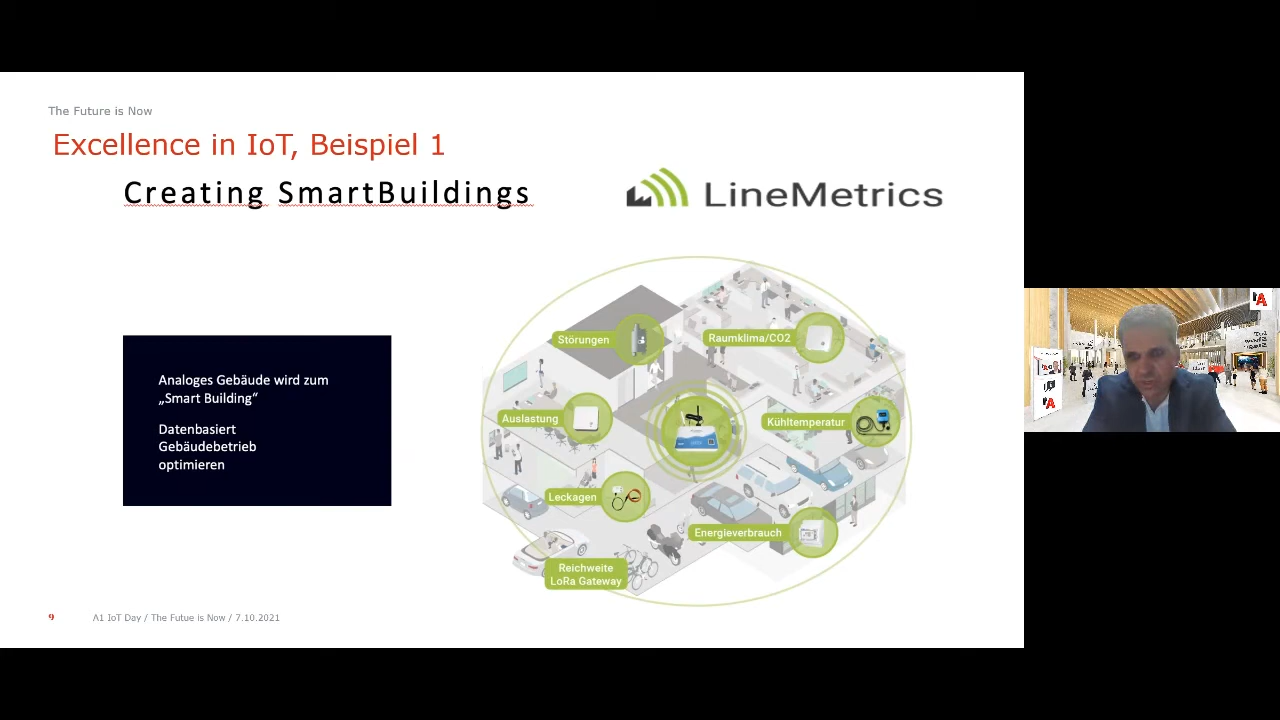 The Future is Now
Excellence in IoT, Beispiel 1
Creating SmartBuildings
LineMetrics
Analoges Gebäude wird zum
„Smart Building“
Datenbasiert
Gebäudebetrieb
optimieren
Störungen
Raumklima/CO2
Auslastung
Kühltemperatur
Leckagen
Energieverbrauch
Reichweite
LoRa Gateway
9
A1 IoT Day / The Futue is Now / 7.10.2021